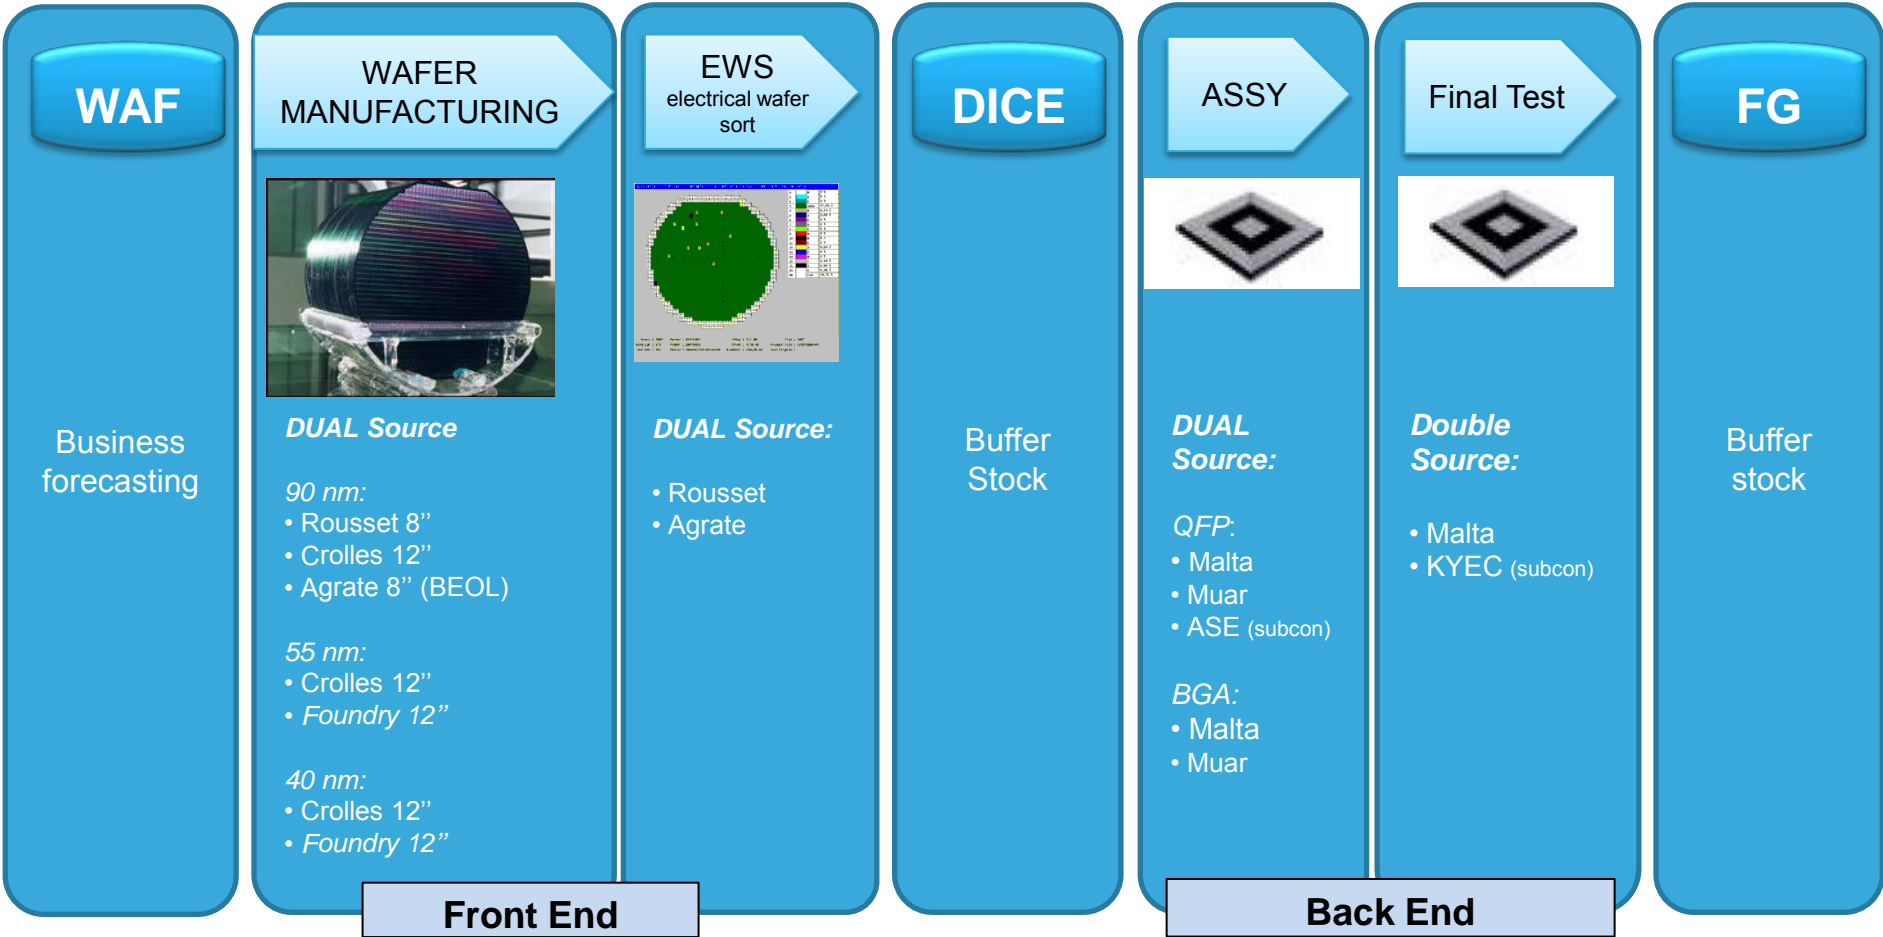 WAF
Business
forecasting
WAFER
MANUFACTURING
DUAL Source
90 nm:
• Rousset 8’’
• Crolles 12’’
• Agrate 8’’ (BEOL)
55 nm:
• Crolles 12’’
• Foundry 12’’
40 nm:
• Crolles 12’’
• Foundry 12’’
EWS
electrical wafer
sort
DUAL Source:
• Rousset
• Agrate
Front End
DICE
Buffer
Stock
ASSY
DUAL
Source:
QFP:
• Malta
• Muar
• ASE (subcon)
BGA:
• Malta
• Muar
Final Test
Double
Source:
• Malta
• KYEC (subcon)
Back End
FG
Buffer
stock